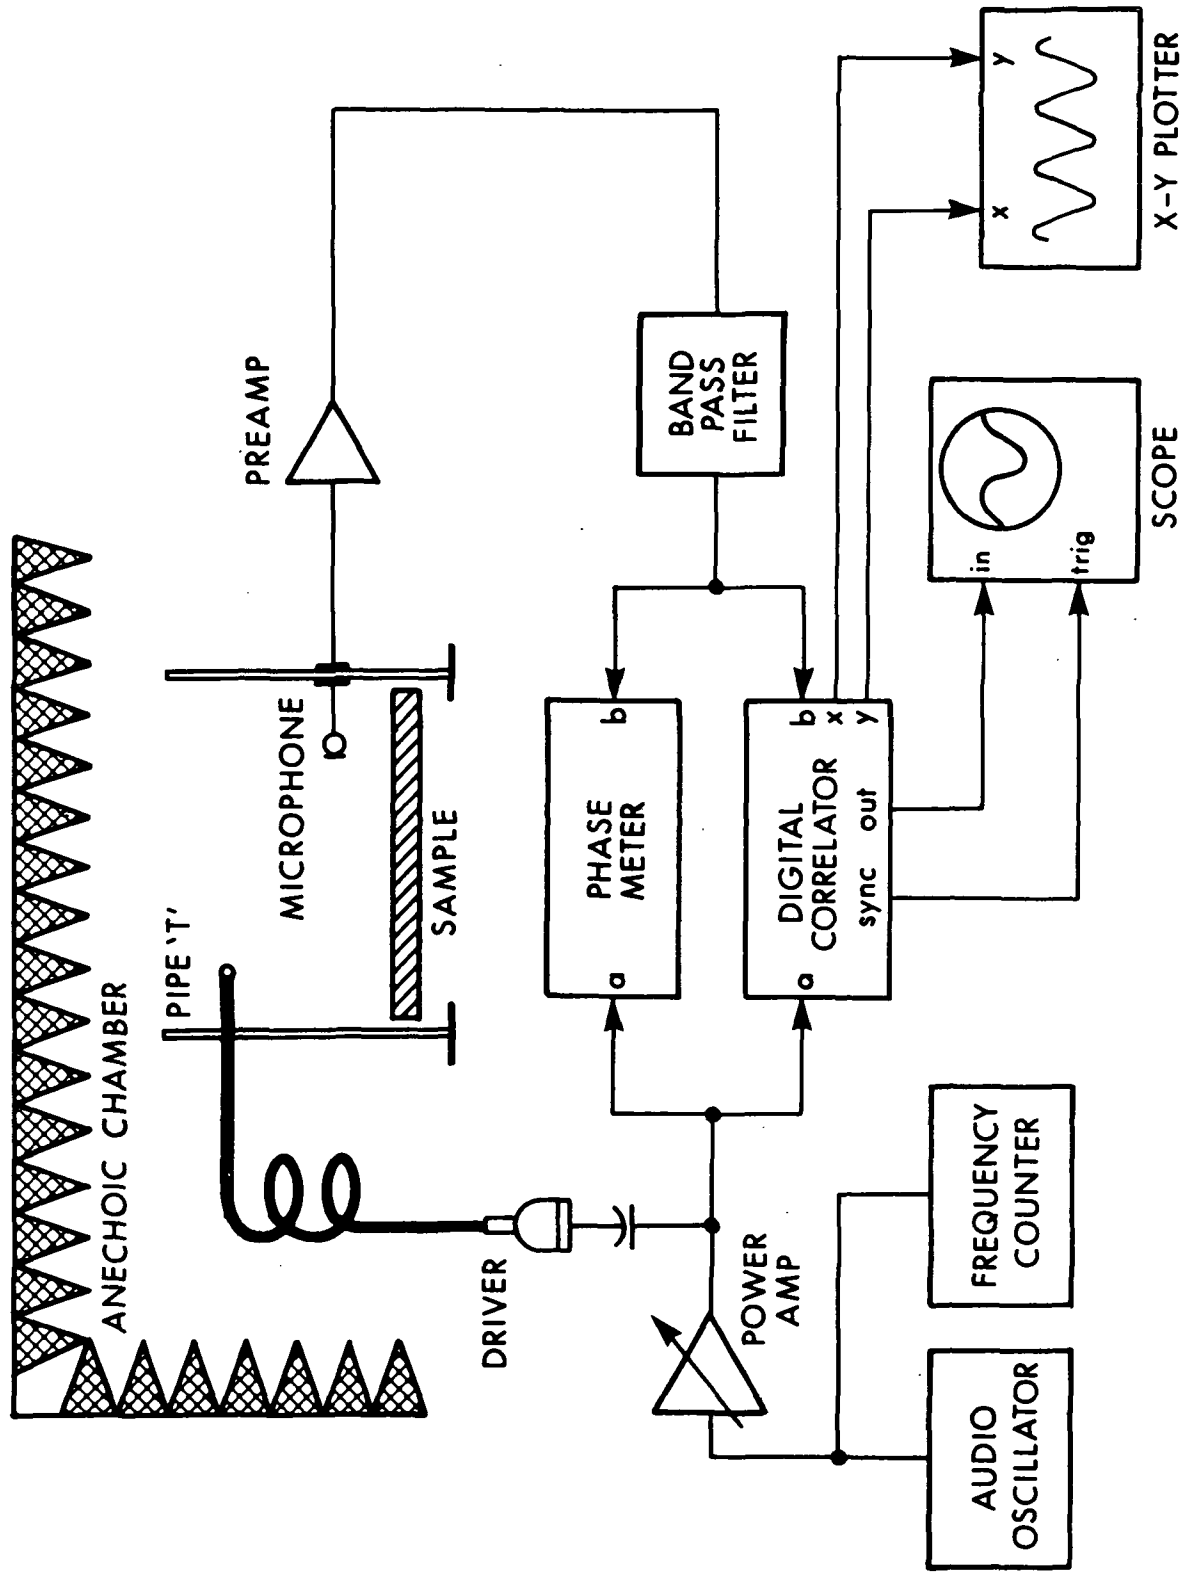 ANECHOIC CHAMBER
PIPE 'T'
MICROPHONE
PREAMP
SAMPLE
DRIVER
POWER
AMP
PHASE
METER
a
b
BAND
PASS
FILTER
DIGITAL
CORRELATOR
a
b
x
y
sync
out
AUDIO
OSCILLATOR
FREQUENCY
COUNTER
in
trig
SCOPE
x
y
X-Y PLOTTER